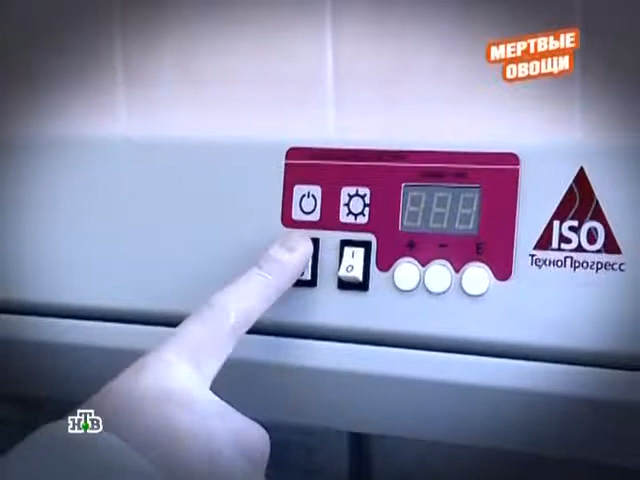 МЕРТВЫЕ
ОВОЩИ
888
+ − E
I
O
ISO
ТехноПрогресс
НТВ